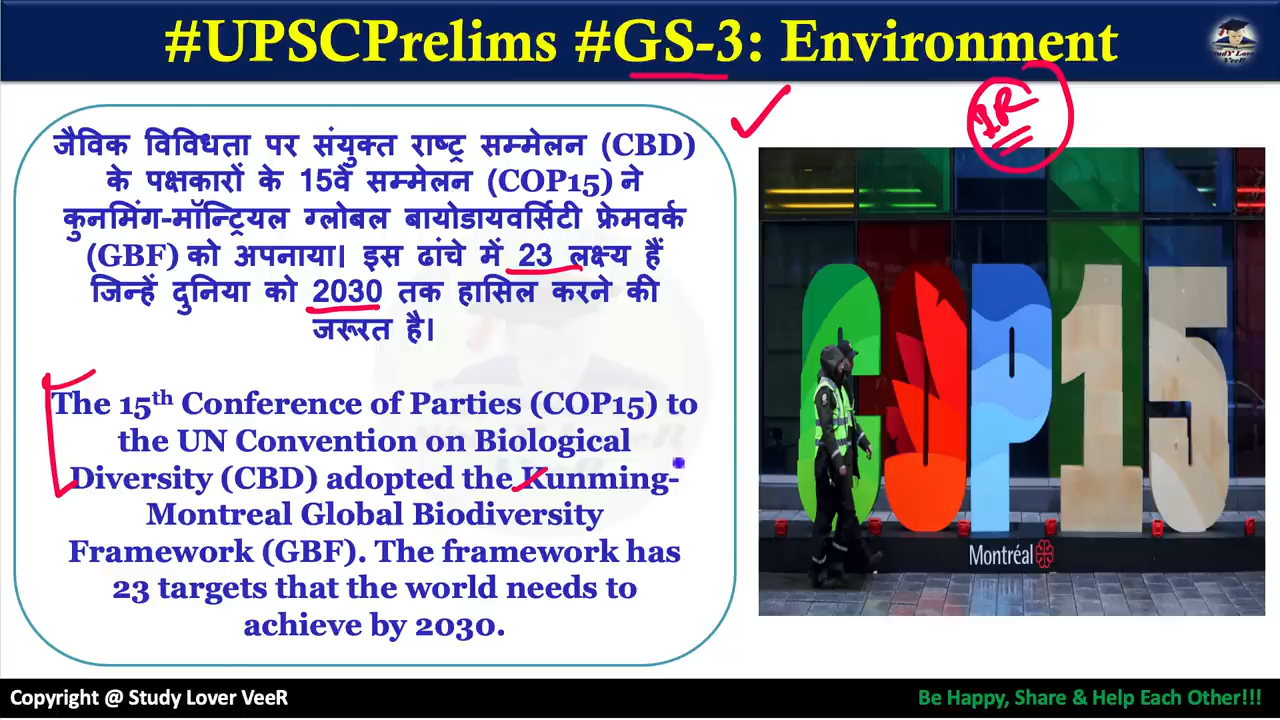 #UPSCPrelims #GS-3: Environment
IR
जैविक विविधता पर संयुक्त राष्ट्र सम्मेलन (CBD)
के पक्षकारों के 15वें सम्मेलन (COP15) ने
कुनमिंग-मॉन्ट्रियल ग्लोबल बायोडायवर्सिटी फ्रेमवर्क
(GBF) को अपनाया। इस ढांचे में 23 लक्ष्य हैं
जिन्हें दुनिया को 2030 तक हासिल करने की
जरूरत है।
The 15th Conference of Parties (COP15) to
the UN Convention on Biological
Diversity (CBD) adopted the Kunming-
Montreal Global Biodiversity
Framework (GBF). The framework has
23 targets that the world needs to
achieve by 2030.
COP15
Montréal
Copyright @ Study Lover VeeR
Be Happy, Share & Help Each Other!!!